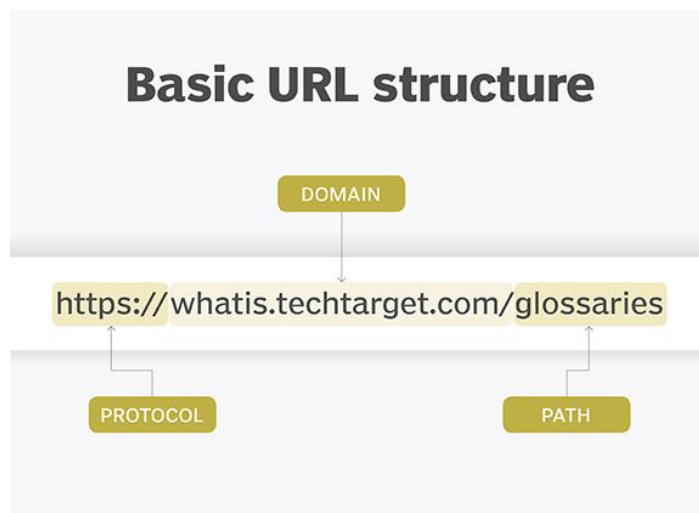 Basic URL structure
DOMAIN
https://whatis.techtarget.com/glossaries
PROTOCOL
PATH